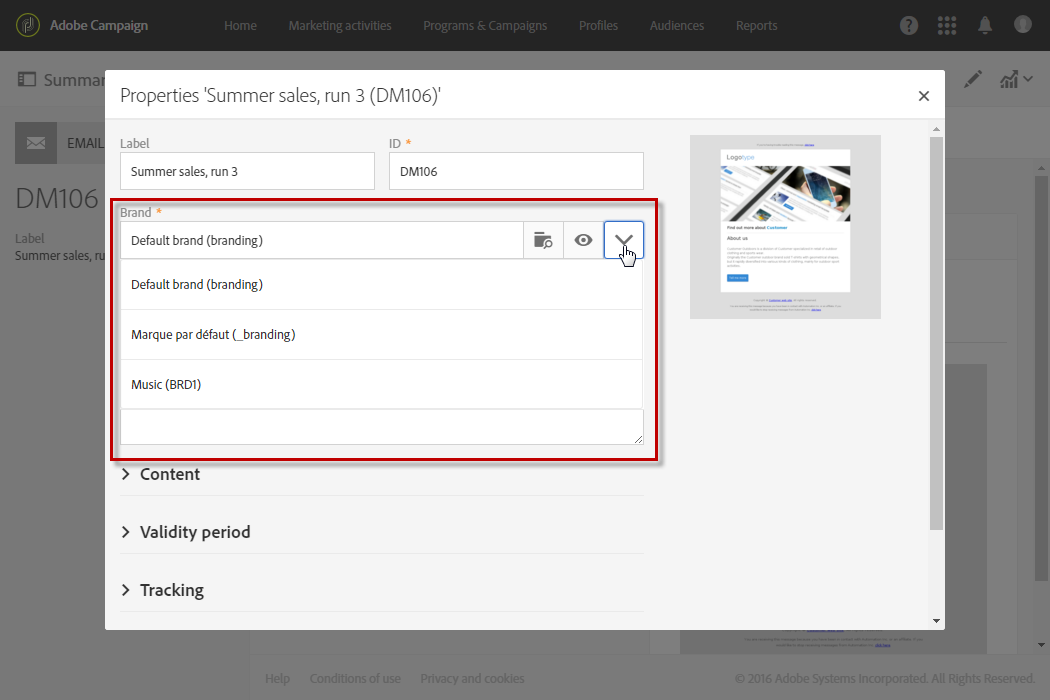 Adobe Campaign
Home
Marketing activities
Programs & Campaigns
Profiles
Audiences
Reports
?
Summar
Properties 'Summer sales, run 3 (DM106)'
EMAIL
DM106
Label
Summer sales, ru
Label
ID *
Summer sales, run 3
DM106
Brand *
Default brand (branding)
Default brand (branding)
Marque par défaut (_branding)
Music (BRD1)
Content
Validity period
Tracking
Logotype
Find out more about Customer
About us
Help
Conditions of use
Privacy and cookies
© 2016 Adobe Systems Incorporated. All Rights Reserved.